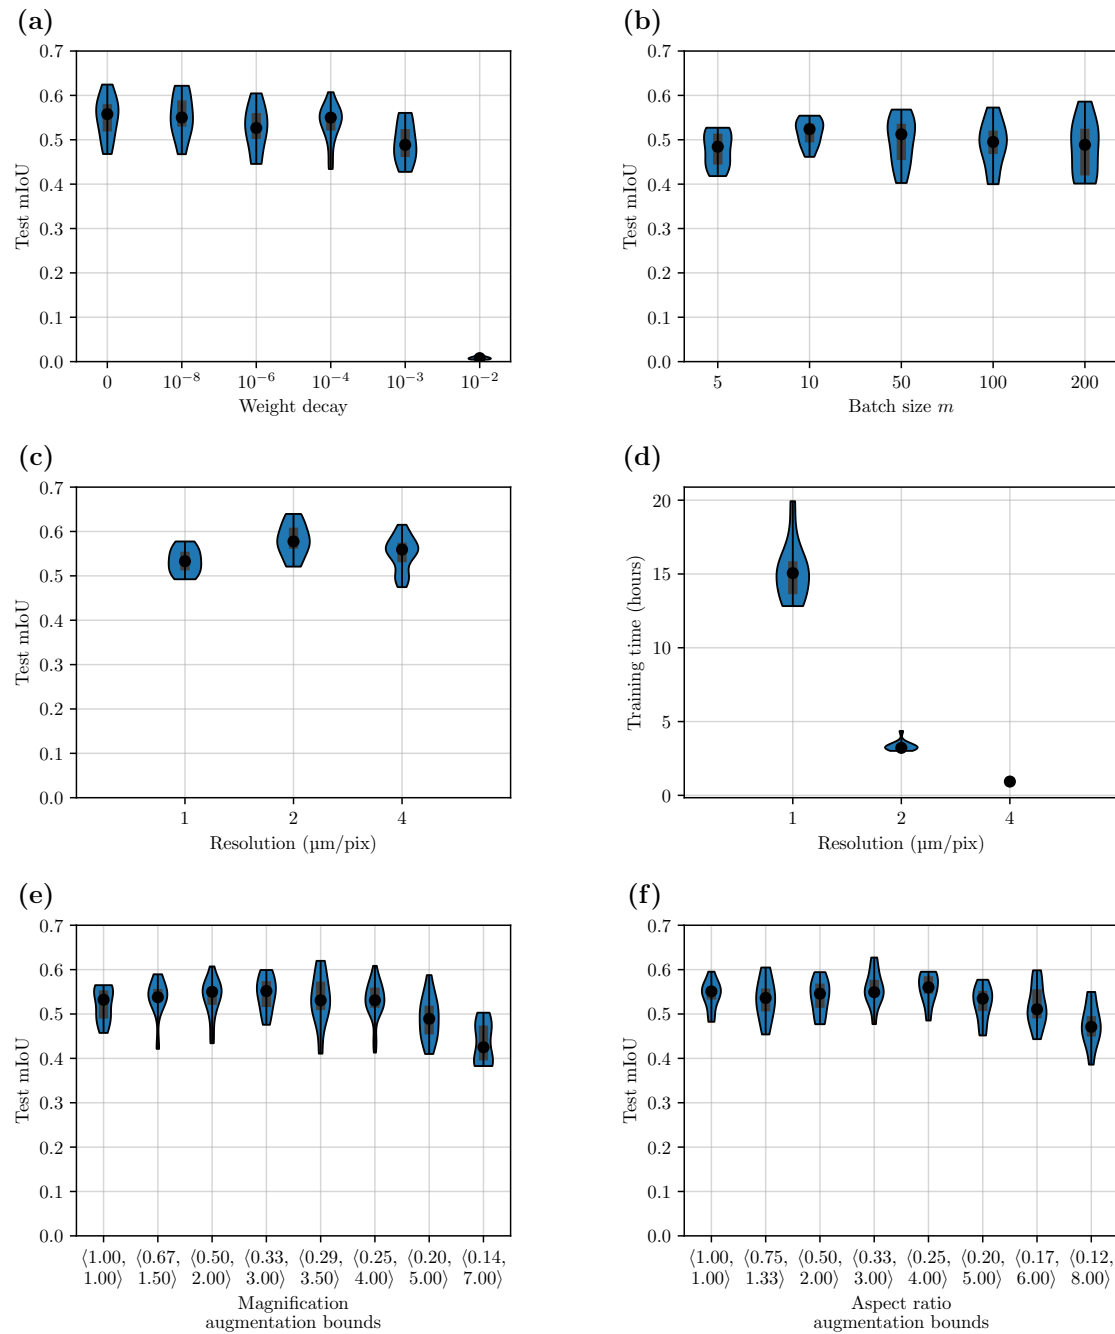 (a)
0.7
0.6
0.5
0.4
0.3
0.2
0.1
0.0
Test mIoU
0 10⁻⁸ 10⁻⁶ 10⁻⁴ 10⁻³ 10⁻²
Weight decay
(b)
0.7
0.6
0.5
0.4
0.3
0.2
0.1
0.0
Test mIoU
5 10 50 100 200
Batch size m
(c)
0.7
0.6
0.5
0.4
0.3
0.2
0.1
0.0
Test mIoU
1 2 4
Resolution (µm/pix)
(d)
20
15
10
5
0
Training time (hours)
1 2 4
Resolution (µm/pix)
(e)
0.7
0.6
0.5
0.4
0.3
0.2
0.1
0.0
Test mIoU
⟨1.00, ⟨0.67, ⟨0.50, ⟨0.33, ⟨0.29, ⟨0.25, ⟨0.20, ⟨0.14,
1.00⟩ 1.50⟩ 2.00⟩ 3.00⟩ 3.50⟩ 4.00⟩ 5.00⟩ 7.00⟩
Magnification
augmentation bounds
(f)
0.7
0.6
0.5
0.4
0.3
0.2
0.1
0.0
Test mIoU
⟨1.00, ⟨0.75, ⟨0.50, ⟨0.33, ⟨0.25, ⟨0.20, ⟨0.17, ⟨0.12,
1.00⟩ 1.33⟩ 2.00⟩ 3.00⟩ 4.00⟩ 5.00⟩ 6.00⟩ 8.00⟩
Aspect ratio
augmentation bounds